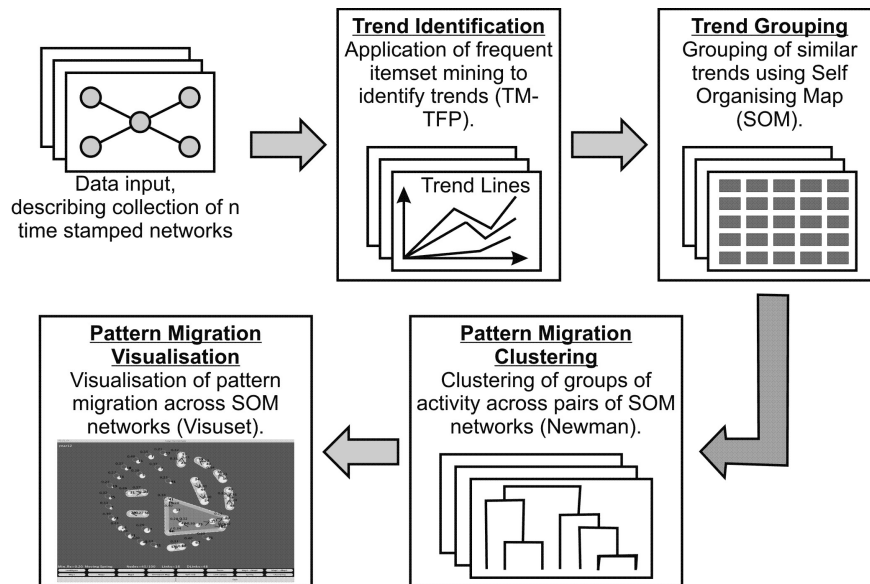 Data input,
describing collection of n
time stamped networks
Trend Identification
Application of frequent
itemset mining to
identify trends (TM-
TFP).
Trend Lines
Trend Grouping
Grouping of similar
trends using Self
Organising Map
(SOM).
Pattern Migration
Clustering
Clustering of groups of
activity across pairs of SOM
networks (Newman).
Pattern Migration
Visualisation
Visualisation of pattern
migration across SOM
networks (Visuset).